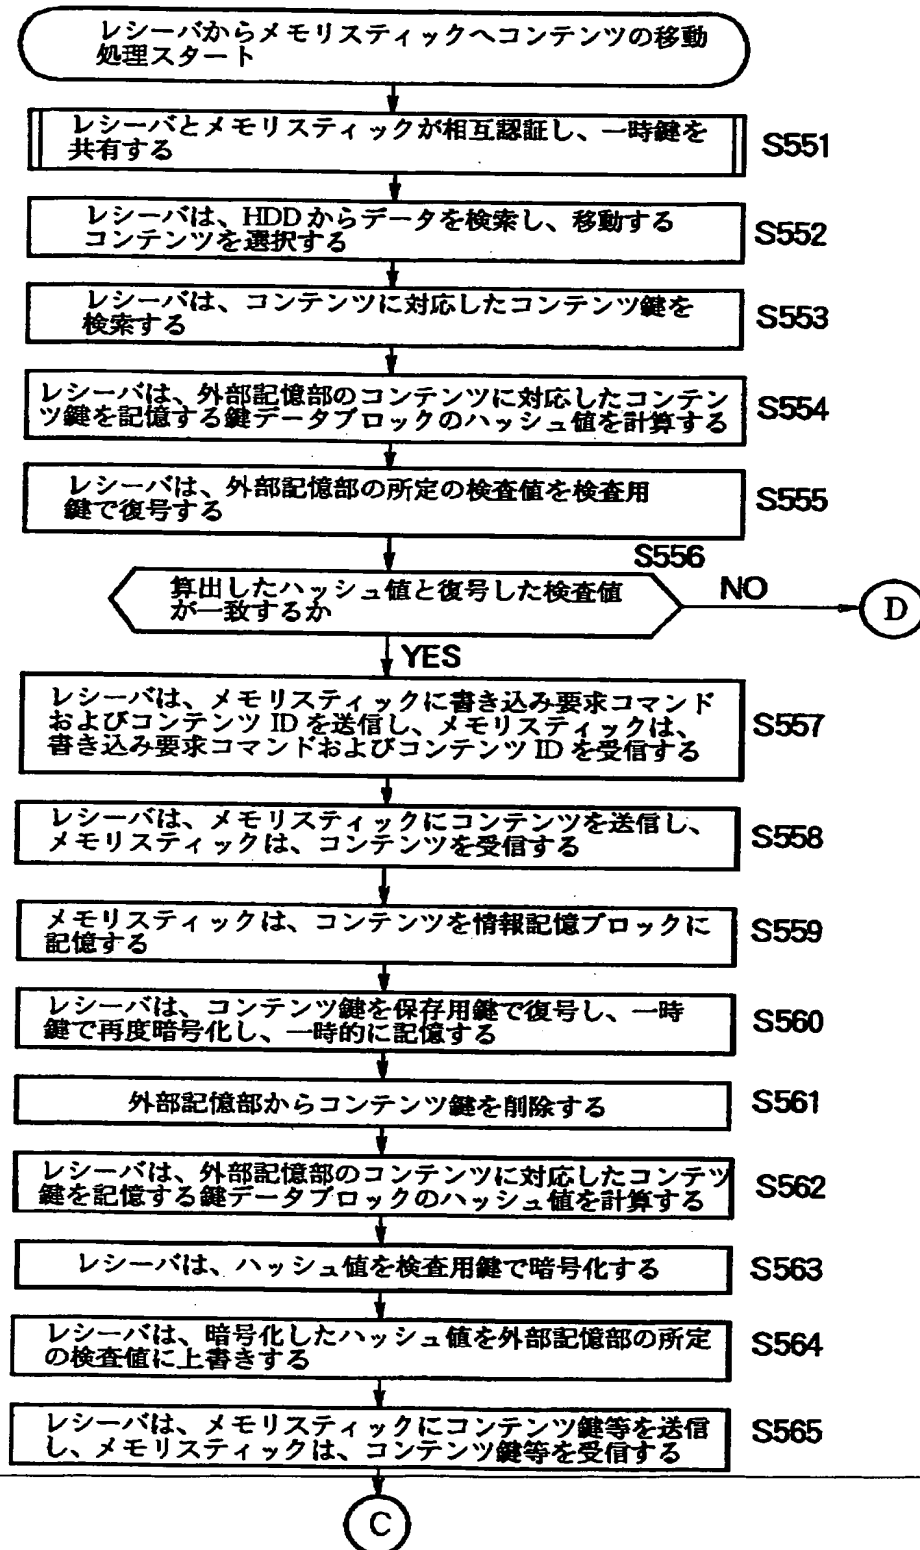 レシーバからメモリスティックへコンテンツの移動
処理スタート
レシーバとメモリスティックが相互認証し、一時鍵を
共有する
S551
レシーバは、HDDからデータを検索し、移動する
コンテンツを選択する
S552
レシーバは、コンテンツに対応したコンテンツ鍵を
検索する
S553
レシーバは、外部記憶部のコンテンツに対応したコンテン
ツ鍵を記憶する鍵データブロックのハッシュ値を計算する
S554
レシーバは、外部記憶部の所定の検査値を検査用
鍵で復号する
S555
S556
算出したハッシュ値と復号した検査値
が一致するか
NO
D
YES
レシーバは、メモリスティックに書き込み要求コマンド
およびコンテンツIDを送信し、メモリスティックは、
書き込み要求コマンドおよびコンテンツIDを受信する
S557
レシーバは、メモリスティックにコンテンツを送信し、
メモリスティックは、コンテンツを受信する
S558
メモリスティックは、コンテンツを情報記憶ブロックに
記憶する
S559
レシーバは、コンテンツ鍵を保存用鍵で復号し、一時
鍵で再度暗号化し、一時的に記憶する
S560
外部記憶部からコンテンツ鍵を削除する
S561
レシーバは、外部記憶部のコンテンツに対応したコンテツ
鍵を記憶する鍵データブロックのハッシュ値を計算する
S562
レシーバは、ハッシュ値を検査用鍵で暗号化する
S563
レシーバは、暗号化したハッシュ値を外部記憶部の所定
の検査値に上書きする
S564
レシーバは、メモリスティックにコンテンツ鍵等を送信
し、メモリスティックは、コンテンツ鍵等を受信する
S565
C